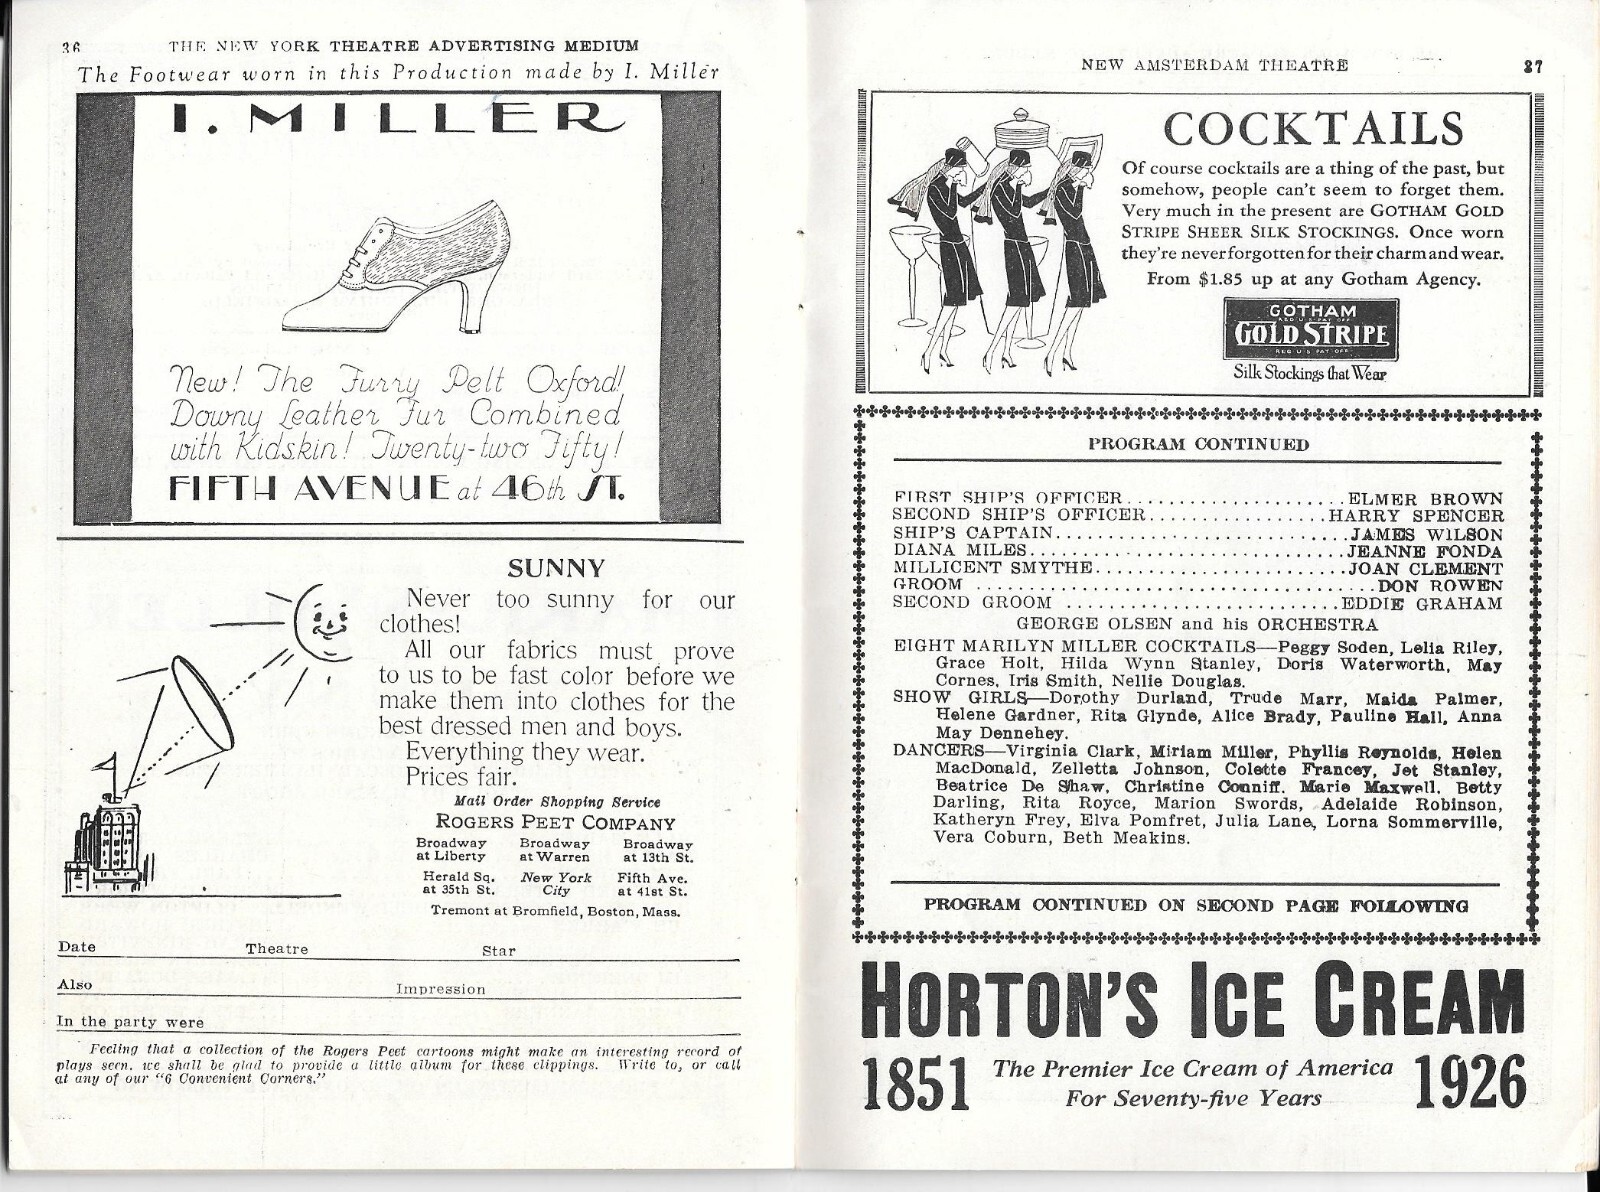 36
THE NEW YORK THEATRE ADVERTISING MEDIUM
The Footwear worn in this Production made by I. Miller
I. MILLER
New! The Furry Pelt Oxford!
Downy Leather Fur Combined
with Kidskin! Twenty-two Fifty!
FIFTH AVENUE at 46th ST.
SUNNY
Never too sunny for our
clothes!
All our fabrics must prove
to us to be fast color before we
make them into clothes for the
best dressed men and boys.
Everything they wear.
Prices fair.
Mail Order Shopping Service
ROGERS PEET COMPANY
Broadway Broadway Broadway
at Liberty at Warren at 13th St.
Herald Sq. New York Fifth Ave.
at 35th St. City at 41st St.
Tremont at Bromfield, Boston, Mass.
Date Theatre Star
Also Impression
In the party were
Feeling that a collection of the Rogers Peet cartoons might make an interesting record of
plays seen, we shall be glad to provide a little album for these clippings. Write to, or call
at any of our "6 Convenient Corners."
NEW AMSTERDAM THEATRE
37
COCKTAILS
Of course cocktails are a thing of the past, but
somehow, people can't seem to forget them.
Very much in the present are GOTHAM GOLD
STRIPE SHEER SILK STOCKINGS. Once worn
they're never forgotten for their charm and wear.
From $1.85 up at any Gotham Agency.
GOTHAM
REG U S PAT OFF
GOLD STRIPE
REG U S PAT OFF
Silk Stockings that Wear
PROGRAM CONTINUED
FIRST SHIP'S OFFICER....................ELMER BROWN
SECOND SHIP'S OFFICER.................HARRY SPENCER
SHIP'S CAPTAIN............................JAMES WILSON
DIANA MILES..............................JEANNE FONDA
MILLICENT SMYTHE........................JOAN CLEMENT
GROOM ......................................DON ROWEN
SECOND GROOM ..........................EDDIE GRAHAM
GEORGE OLSEN and his ORCHESTRA
EIGHT MARILYN MILLER COCKTAILS—Peggy Soden, Lelia Riley,
Grace Holt, Hilda Wynn Stanley, Doris Waterworth, May
Cornes, Iris Smith, Nellie Douglas.
SHOW GIRLS—Dorothy Durland, Trude Marr, Maida Palmer,
Helene Gardner, Rita Glynde, Alice Brady, Pauline Hall, Anna
May Dennehey.
DANCERS—Virginia Clark, Miriam Miller, Phyllis Reynolds, Helen
MacDonald, Zelletta Johnson, Colette Francey, Jet Stanley,
Beatrice De Shaw, Christine Conniff, Marie Maxwell, Betty
Darling, Rita Royce, Marion Swords, Adelaide Robinson,
Katheryn Frey, Elva Pomfret, Julia Lane, Lorna Sommerville,
Vera Coburn, Beth Meakins.
PROGRAM CONTINUED ON SECOND PAGE FOLLOWING
HORTON'S ICE CREAM
1851 The Premier Ice Cream of America 1926
For Seventy-five Years